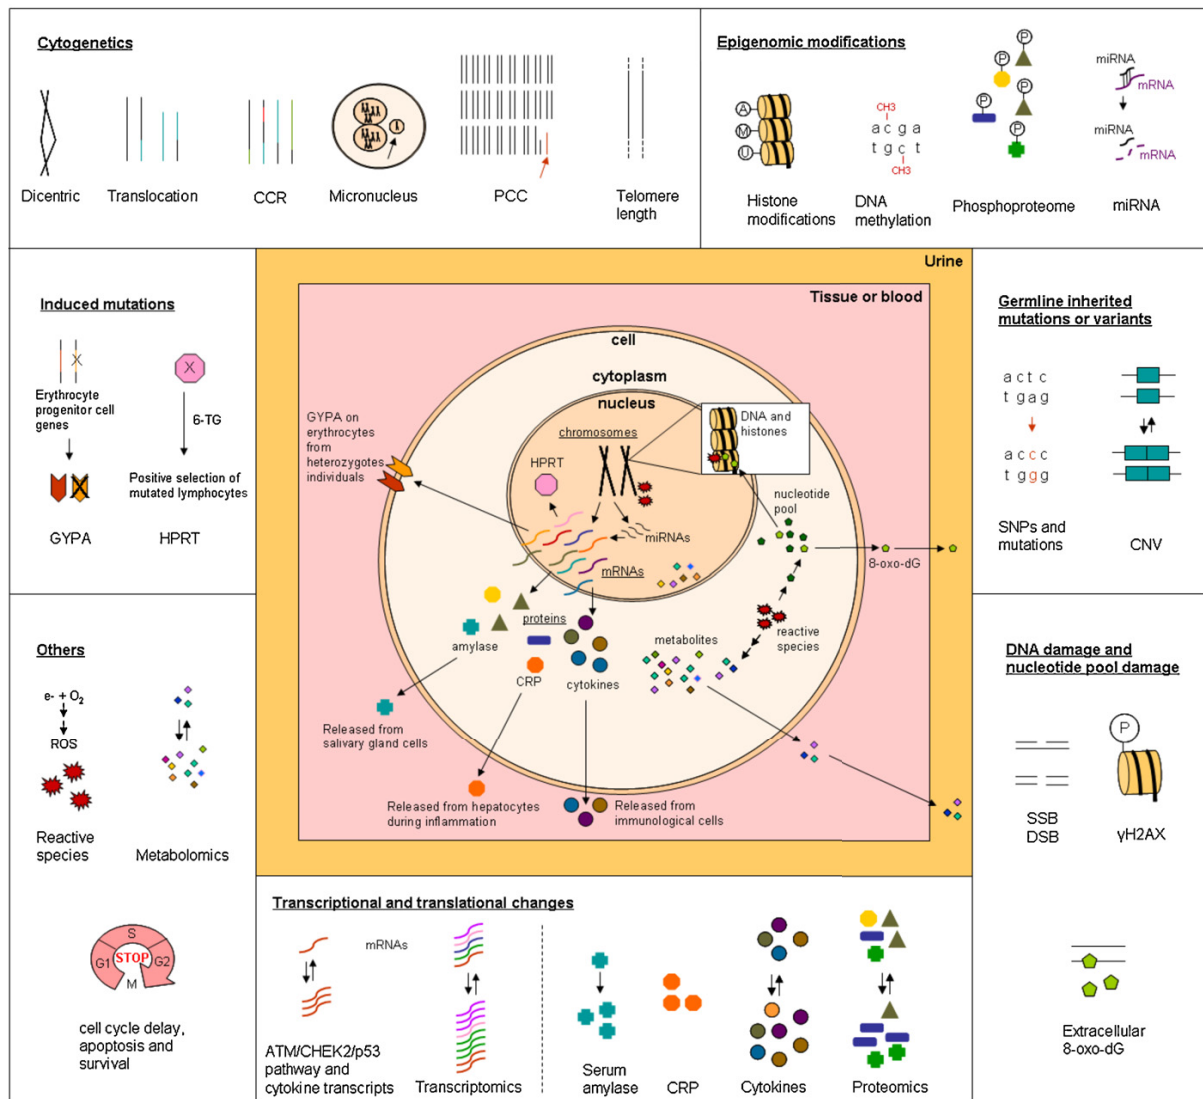 Cytogenetics
Dicentric
Translocation
CCR
Micronucleus
PCC
Telomere
length
Epigenomic modifications
A
M
U
Histone
modifications
CH3
a c g a
t g c t
CH3
DNA
methylation
P
P
P
P
P
Phosphoproteome
miRNA
mRNA
miRNA
mRNA
miRNA
Induced mutations
X
Erythrocyte
progenitor cell
genes
X
GYPA
X
6-TG
Positive selection of
mutated lymphocytes
HPRT
Urine
Tissue or blood
cell
cytoplasm
nucleus
chromosomes
DNA and
histones
HPRT
GYPA on
erythrocytes
from
heterozygotes
individuals
miRNAs
mRNAs
nucleotide
pool
8-oxo-dG
proteins
amylase
CRP
cytokines
metabolites
reactive
species
Released from
salivary gland cells
Released from hepatocytes
during inflammation
Released from
immunological cells
Germline inherited
mutations or variants
a c t c
t g a g
a c c c
t g g g
SNPs and
mutations
CNV
Others
e- + O2
ROS
Reactive
species
Metabolomics
S
G1
STOP
G2
M
cell cycle delay,
apoptosis and
survival
DNA damage and
nucleotide pool damage
SSB
DSB
P
γH2AX
Extracellular
8-oxo-dG
Transcriptional and translational changes
mRNAs
ATM/CHEK2/p53
pathway and
cytokine transcripts
Transcriptomics
Serum
amylase
CRP
Cytokines
Proteomics